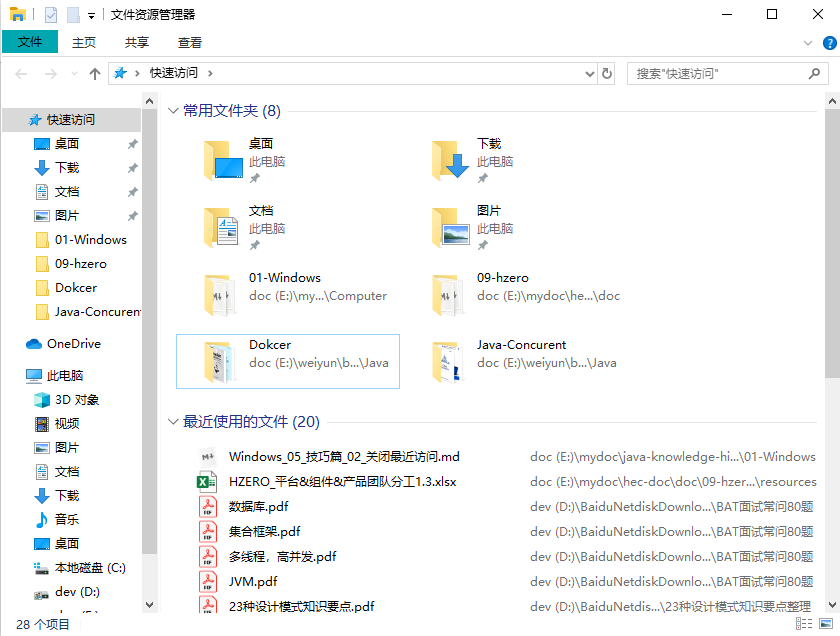 文件资源管理器
文件 主页 共享 查看
快速访问
搜索"快速访问"
快速访问
桌面
下载
文档
图片
01-Windows
09-hzero
Dokcer
Java-Concuren
OneDrive
此电脑
3D 对象
视频
图片
文档
下载
音乐
桌面
本地磁盘 (C:)
dev (D:)
常用文件夹 (8)
桌面
此电脑
下载
此电脑
文档
此电脑
图片
此电脑
01-Windows
doc (E:)\my...\Computer
09-hzero
doc (E:)\mydoc\he...\doc
Dokcer
doc (E:)\weiyun\b...\Java
Java-Concurent
doc (E:)\weiyun\b...\Java
最近使用的文件 (20)
Windows_05_技巧篇_02_关闭最近访问.md doc (E:)\mydoc\java-knowledge-hi...\01-Windows
HZERO_平台&组件&产品团队分工1.3.xlsx doc (E:)\mydoc\hec-doc\doc\09-hzer...\resources
数据库.pdf dev (D:)\BaiduNetdiskDownlo...\BAT面试常问80题
集合框架.pdf dev (D:)\BaiduNetdiskDownlo...\BAT面试常问80题
多线程，高并发.pdf dev (D:)\BaiduNetdiskDownlo...\BAT面试常问80题
JVM.pdf dev (D:)\BaiduNetdiskDownlo...\BAT面试常问80题
23种设计模式知识要点.pdf dev (D:)\BaiduNetdis...\23种设计模式知识要点整理
28 个项目